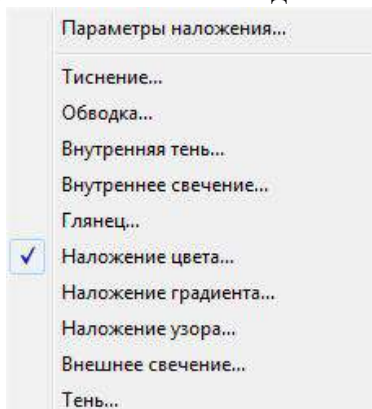 Параметры наложения...
Тиснение...
Обводка...
Внутренняя тень...
Внутреннее свечение...
Глянец...
Наложение цвета...
Наложение градиента...
Наложение узора...
Внешнее свечение...
Тень...